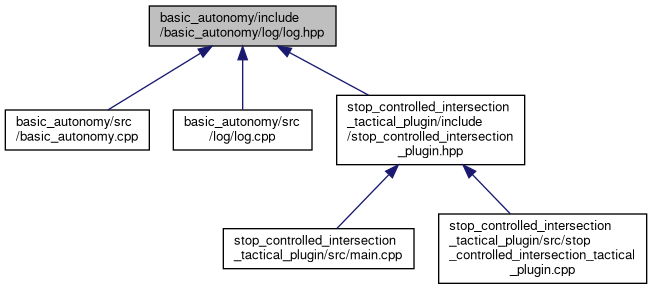 basic_autonomy/include
/basic_autonomy/log/log.hpp
basic_autonomy/src
/basic_autonomy.cpp
basic_autonomy/src
/log/log.cpp
stop_controlled_intersection
_tactical_plugin/include
/stop_controlled_intersection
_plugin.hpp
stop_controlled_intersection
_tactical_plugin/src/main.cpp
stop_controlled_intersection
_tactical_plugin/src/stop
_controlled_intersection_tactical
_plugin.cpp